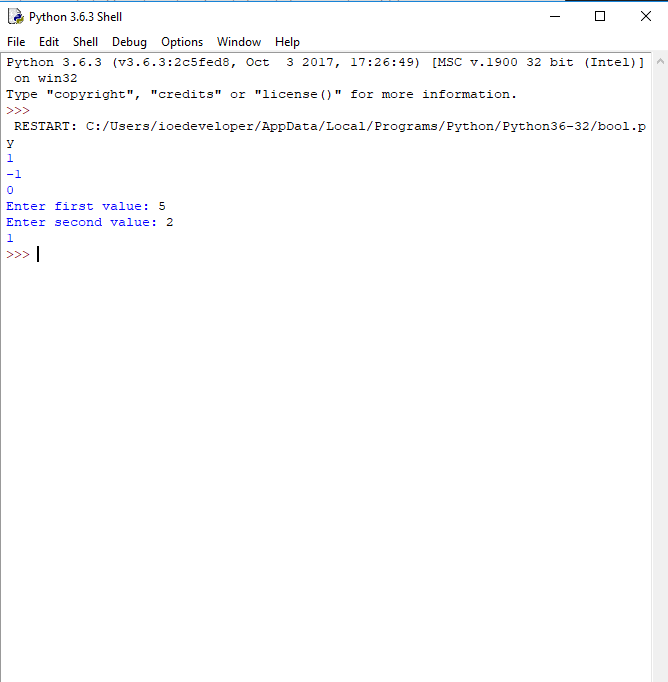 Python 3.6.3 Shell
File Edit Shell Debug Options Window Help
Python 3.6.3 (v3.6.3:2c5fed8, Oct  3 2017, 17:26:49) [MSC v.1900 32 bit (Intel)]
 on win32
Type "copyright", "credits" or "license()" for more information.
>>>
 RESTART: C:/Users/ioedeveloper/AppData/Local/Programs/Python/Python36-32/bool.p
y
1
-1
0
Enter first value: 5
Enter second value: 2
1
>>>